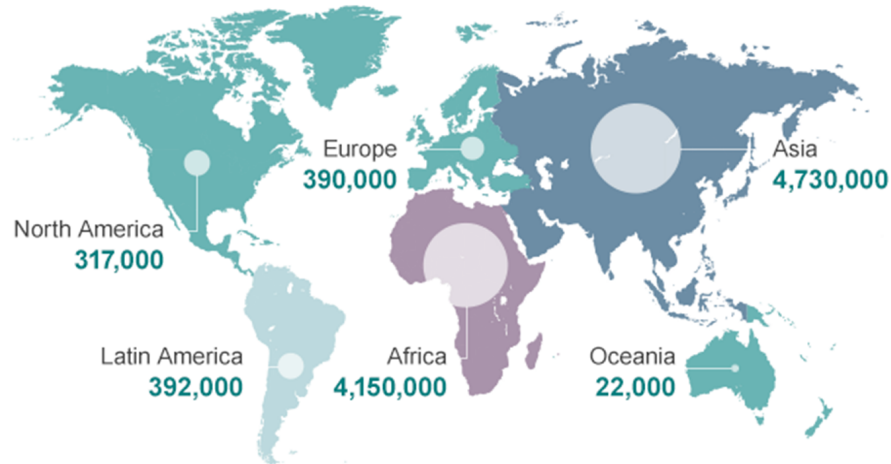 Europe
390,000
Asia
4,730,000
North America
317,000
Latin America
392,000
Africa
4,150,000
Oceania
22,000